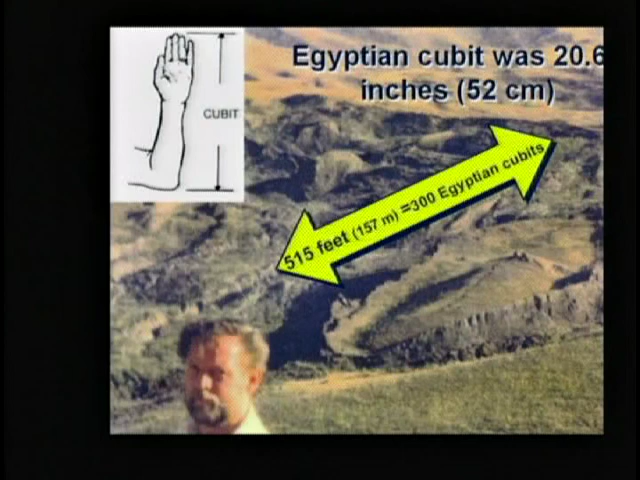 Egyptian cubit was 20.6
inches (52 cm)
CUBIT
515 feet (157 m) =300 Egyptian cubits